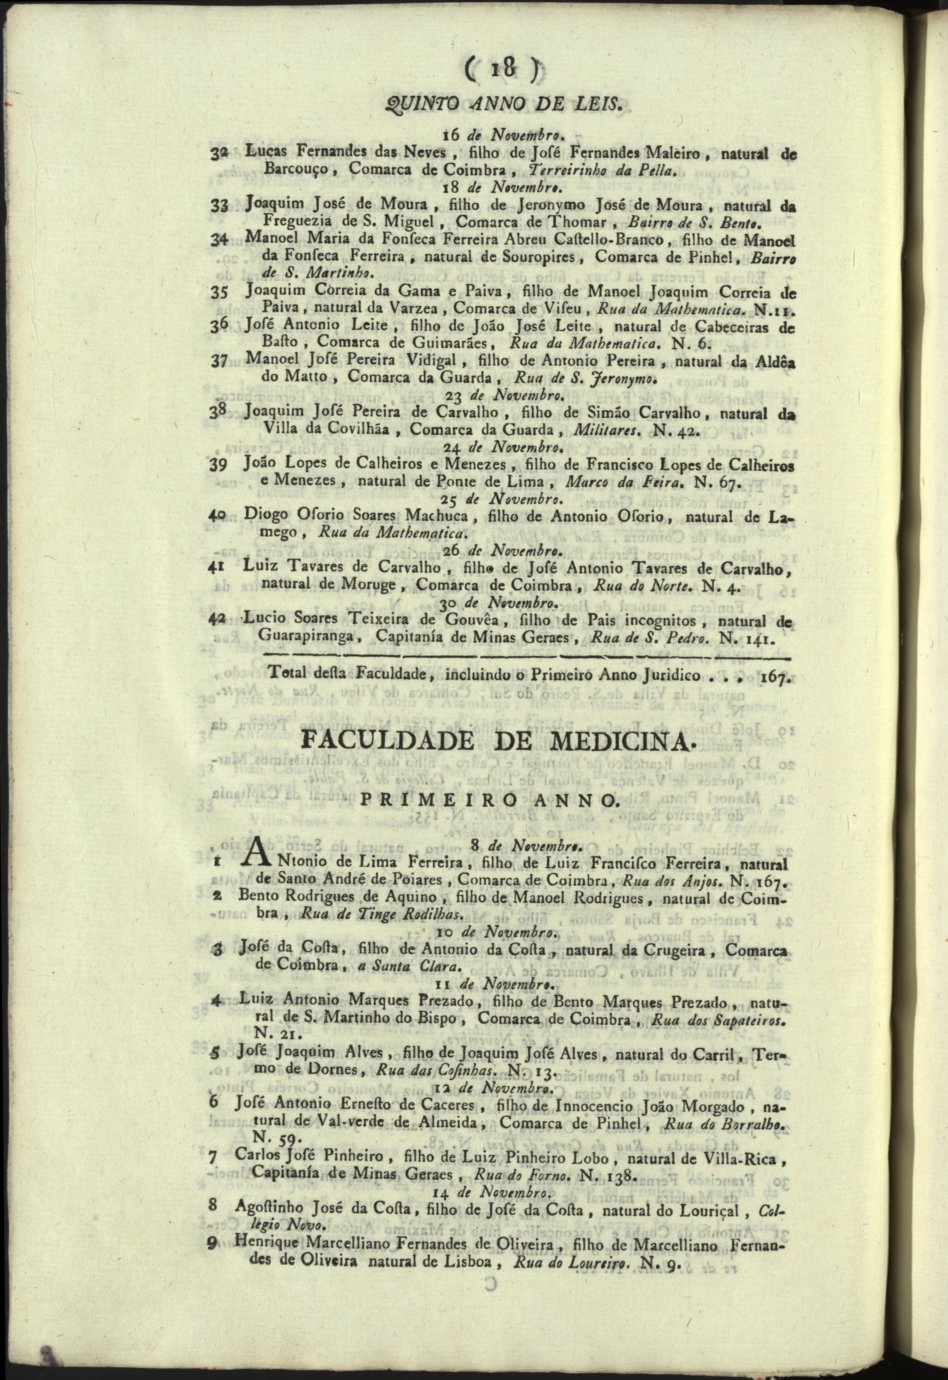 ( 18 )
QUINTO ANNO DE LEIS.
16 de Novembro.
32 Lucas Fernandes das Neves , filho de Joſé Fernandes Maleiro , natural de
Barcouço , Comarca de Coimbra , Terreirinho da Pella.
18 de Novembro.
33 Joaquim José de Moura , filho de Jeronymo José de Moura , natural da
Freguezia de S. Miguel , Comarca de Thomar , Bairro de S. Bento.
34 Manoel Maria da Fonſeca Ferreira Abreu Caſtello-Branco , filho de Manoel
da Fonſeca Ferreira , natural de Souropires , Comarca de Pinhel , Bairro
de S. Martinho.
35 Joaquim Correia da Gama e Paiva , filho de Manoel Joaquim Correia de
Paiva , natural da Varzea , Comarca de Viſeu , Rua da Mathematica. N.11.
36 Joſé Antonio Leite , filho de João José Leite , natural de Cabeceiras de
Baſto , Comarca de Guimarães , Rua da Mathematica. N. 6.
37 Manoel Joſé Pereira Vidigal , filho de Antonio Pereira , natural da Aldêa
do Matto , Comarca da Guarda , Rua de S. Jeronymo.
23 de Novembro.
38 Joaquim Joſé Pereira de Carvalho , filho de Simão Carvalho , natural da
Villa da Covilhãa , Comarca da Guarda , Militares. N. 42.
24 de Novembro.
39 João Lopes de Calheiros e Menezes , filho de Francisco Lopes de Calheiros
e Menezes , natural de Ponte de Lima , Marco da Feira. N. 67.
25 de Novembro.
40 Diogo Oſorio Soares Machuca , filho de Antonio Oſorio , natural de La-
mego , Rua da Mathematica.
26 de Novembro.
41 Luiz Tavares de Carvalho , filho de Joſé Antonio Tavares de Carvalho ,
natural de Moruge , Comarca de Coimbra , Rua do Norte. N. 4.
30 de Novembro.
42 Lucio Soares Teixeira de Gouvêa , filho de Pais incognitos , natural de
Guarapiranga , Capitanía de Minas Geraes , Rua de S. Pedro. N. 141.
Total deſta Faculdade , incluindo o Primeiro Anno Juridico . . . 167.
FACULDADE DE MEDICINA.
PRIMEIRO ANNO.
8 de Novembro.
1 ANtonio de Lima Ferreira , filho de Luiz Franciſco Ferreira , natural
de Santo André de Poiares , Comarca de Coimbra , Rua dos Anjos. N. 167.
2 Bento Rodrigues de Aquino , filho de Manoel Rodrigues , natural de Coim-
bra , Rua de Tinge Rodilhas.
10 de Novembro.
3 Joſé da Coſta , filho de Antonio da Coſta , natural da Crugeira , Comarca
de Coimbra , a Santa Clara.
11 de Novembro.
4 Luiz Antonio Marques Prezado , filho de Bento Marques Prezado , natu-
ral de S. Martinho do Bispo , Comarca de Coimbra , Rua dos Sapateiros.
N. 21.
5 Joſé Joaquim Alves , filho de Joaquim Joſé Alves , natural do Carril , Ter-
mo de Dornes , Rua das Coſinhas. N. 13.
12 de Novembro.
6 Joſé Antonio Erneſto de Caceres , filho de Innocencio João Morgado , na-
tural de Val-verde de Almeida , Comarca de Pinhel , Rua do Borralho.
N. 59.
7 Carlos Joſé Pinheiro , filho de Luiz Pinheiro Lobo , natural de Villa-Rica ,
Capitanía de Minas Geraes , Rua do Forno. N. 138.
14 de Novembro.
8 Agoſtinho José da Coſta , filho de Joſé da Coſta , natural do Louriçal , Col-
legio Novo.
9 Henrique Marcelliano Fernandes de Oliveira , filho de Marcelliano Fernan-
des de Oliveira natural de Lisboa , Rua do Loureiro. N. 9.